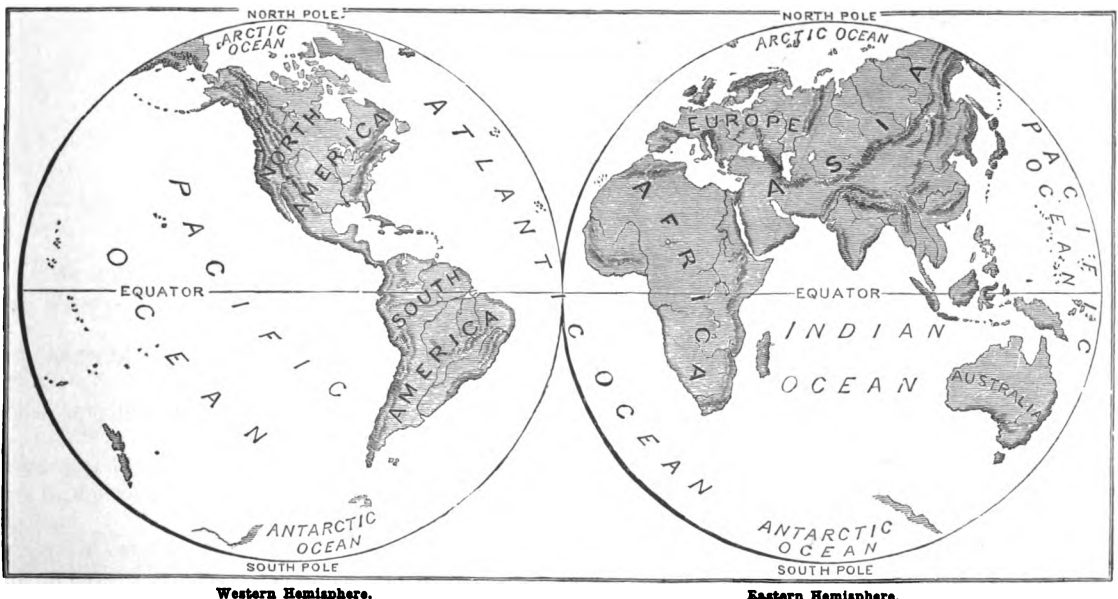 NORTH POLE
ARCTIC
OCEAN
NORTH
AMERICA
ATLANTIC
PACIFIC
OCEAN
EQUATOR
SOUTH
AMERICA
ANTARCTIC
OCEAN
SOUTH POLE
Western Hemisphere.
NORTH POLE
ARCTIC OCEAN
EUROPE
ASIA
AFRICA
PACIFIC
OCEAN
EQUATOR
INDIAN
OCEAN
AUSTRALIA
OCEAN
ANTARCTIC
OCEAN
SOUTH POLE
Eastern Hemisphere.